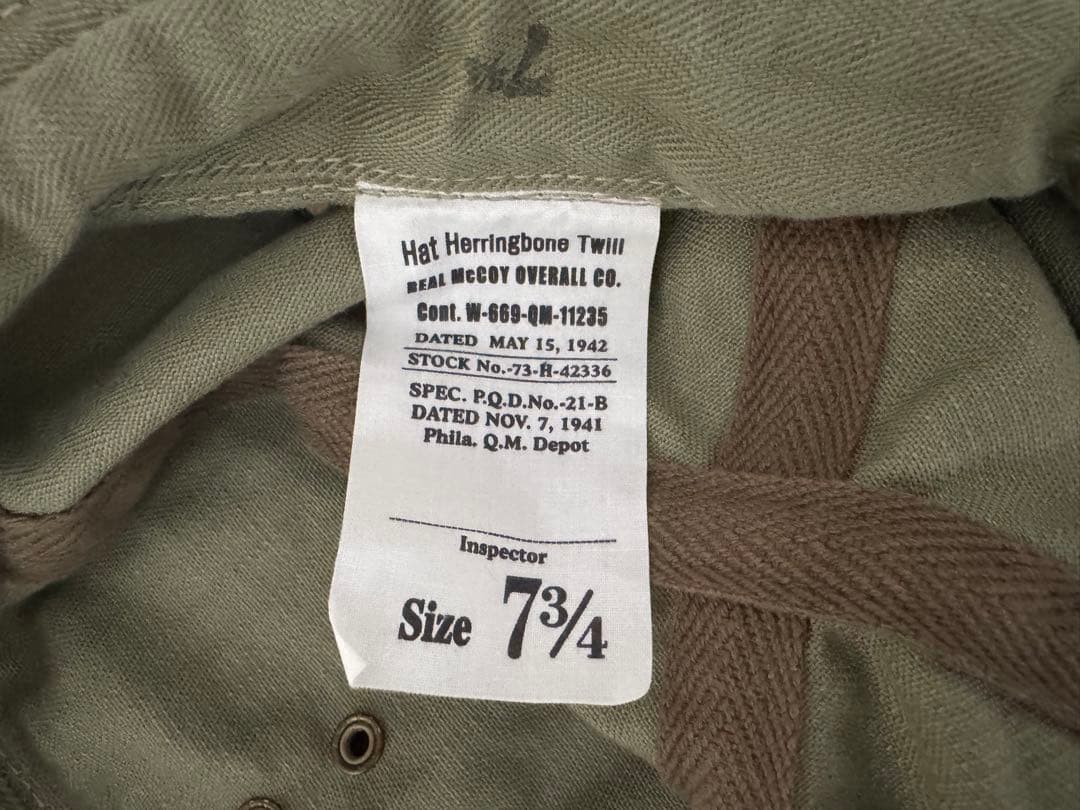 Hat Herringbone Twill
REAL McCOY OVERALL CO.
Cont. W-669-QM-11235
DATED MAY 15, 1942
STOCK No.-73-H-42336
SPEC. P.Q.D.No.-21-B
DATED NOV. 7, 1941
Phila. Q.M. Depot
Inspector
Size 7¾